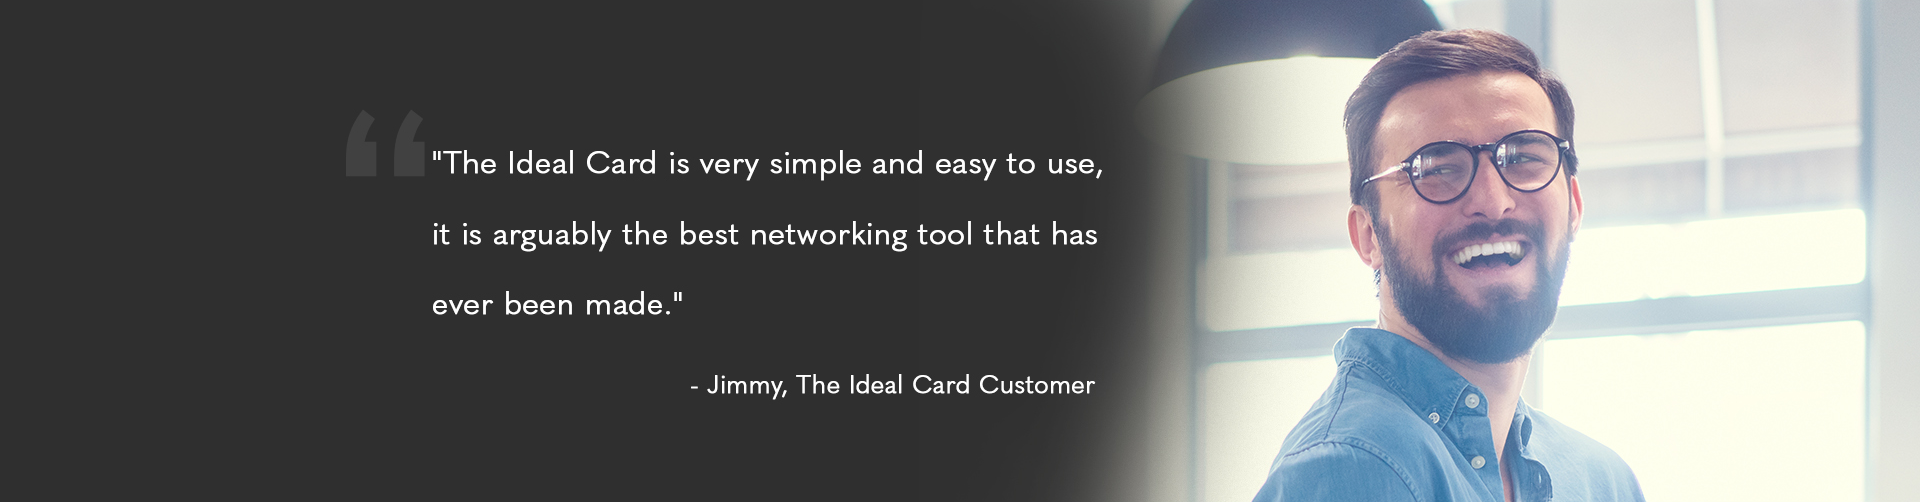 "The Ideal Card is very simple and easy to use,
it is arguably the best networking tool that has
ever been made."
- Jimmy, The Ideal Card Customer